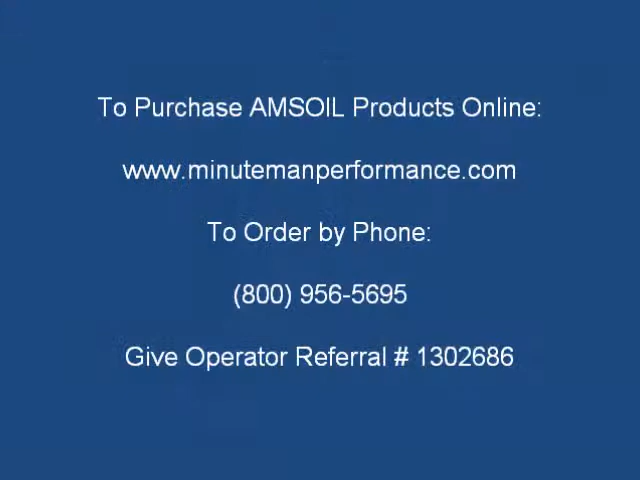 To Purchase AMSOIL Products Online:
www.minutemanperformance.com
To Order by Phone:
(800) 956-5695
Give Operator Referral # 1302686